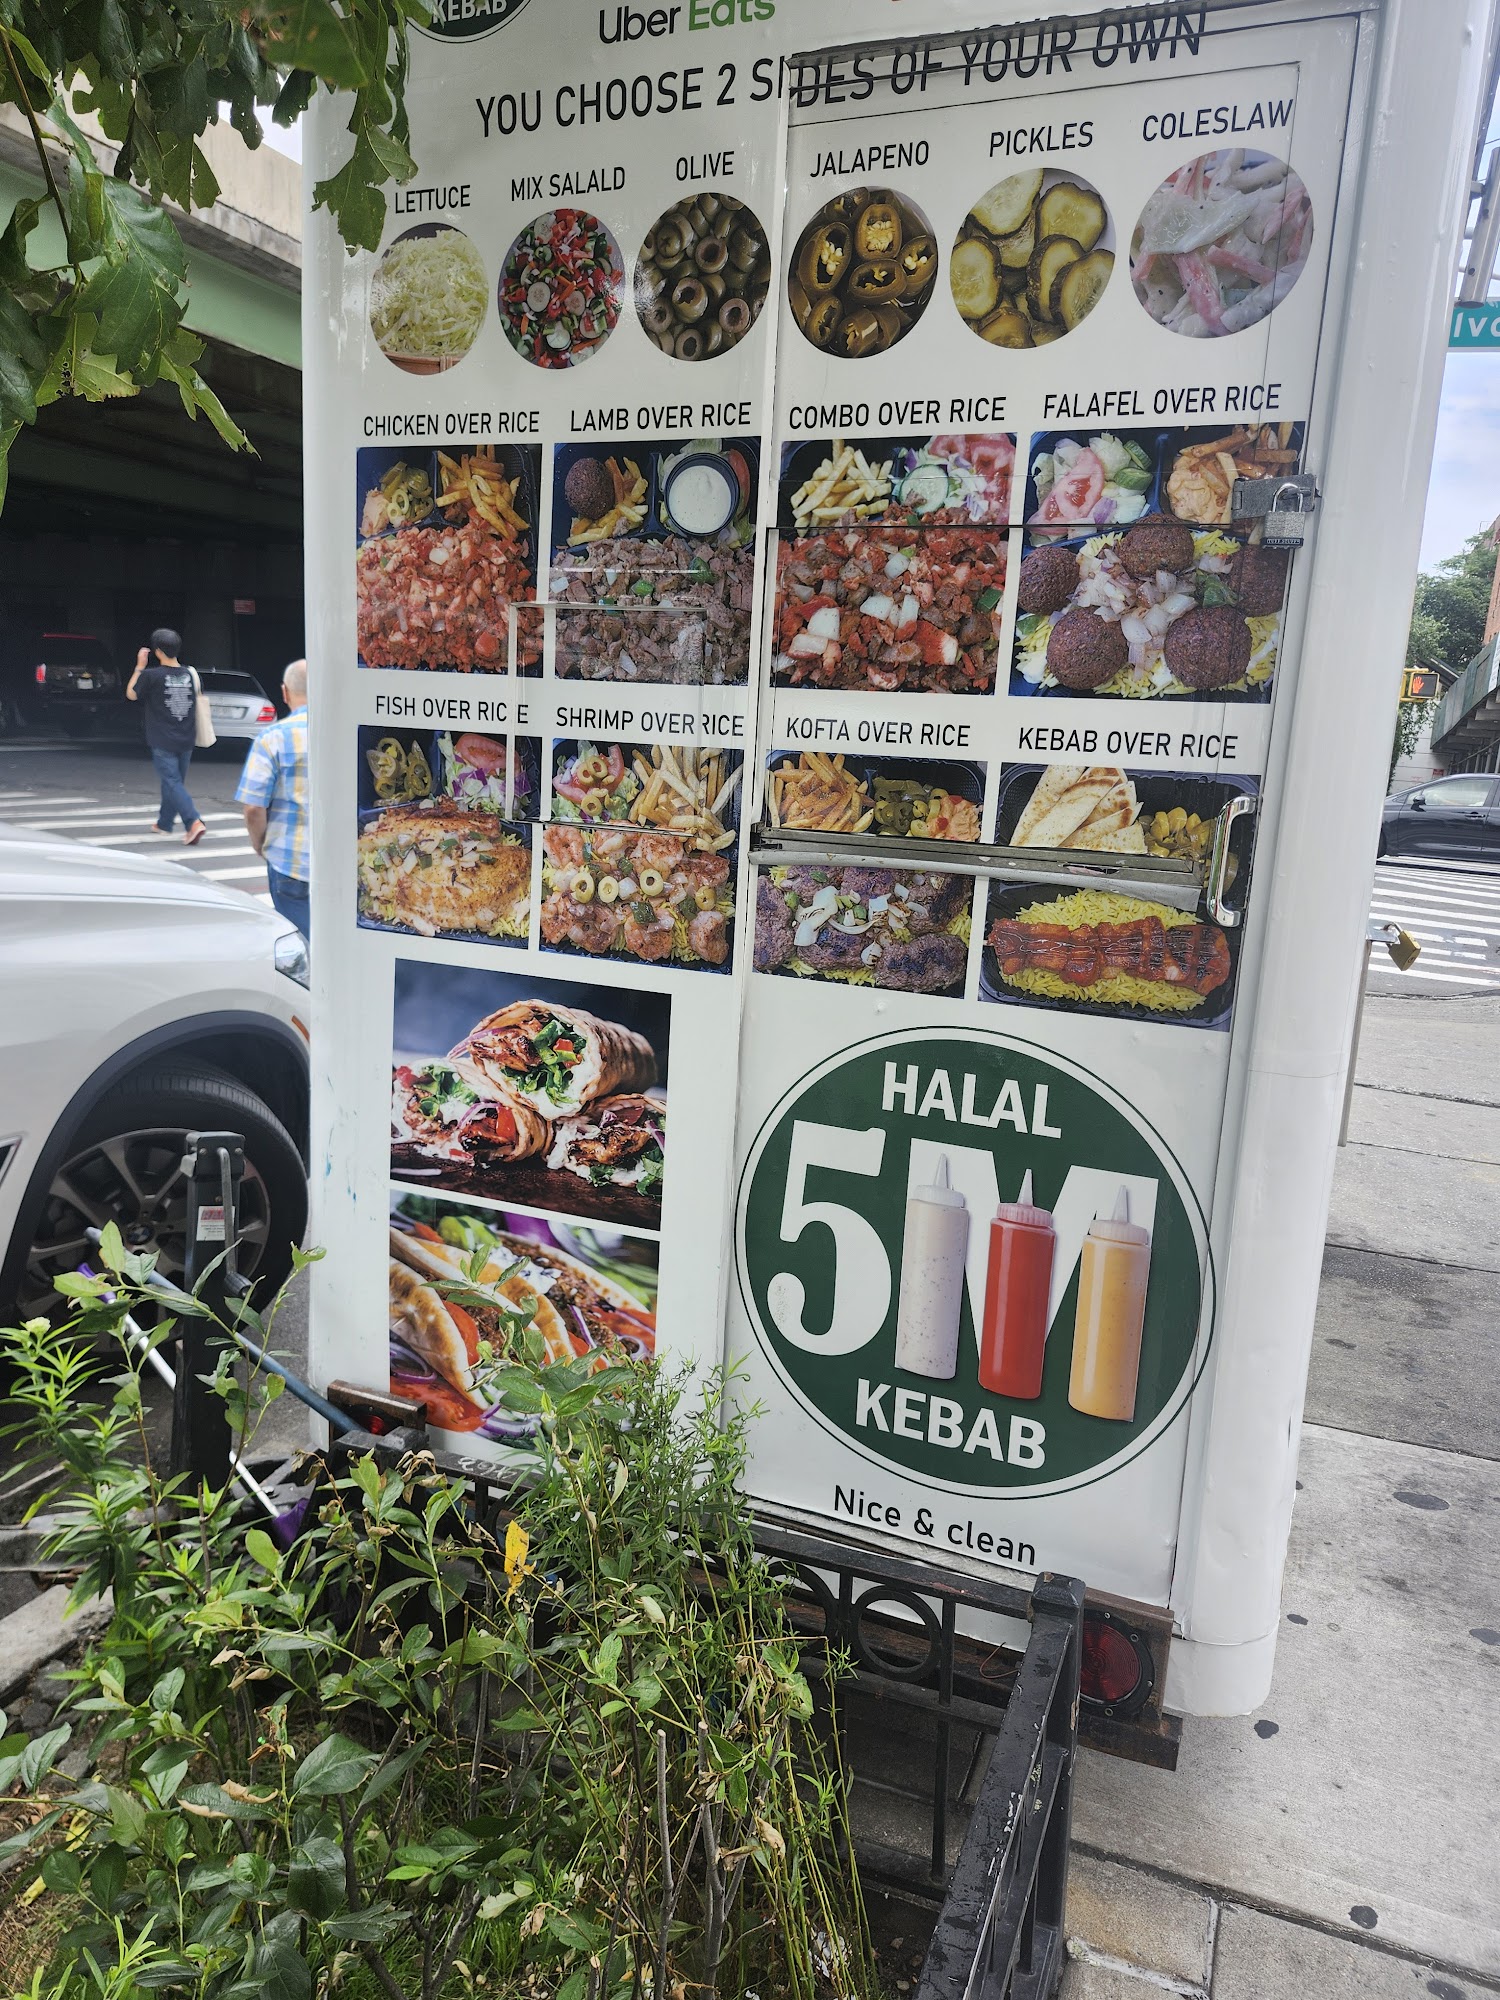 KEBAB
Uber Eats
YOU CHOOSE 2 SIDES OF YOUR OWN
LETTUCE
MIX SALALD
OLIVE
JALAPENO
PICKLES
COLESLAW
CHICKEN OVER RICE
LAMB OVER RICE
COMBO OVER RICE
FALAFEL OVER RICE
FISH OVER RICE
SHRIMP OVER RICE
KOFTA OVER RICE
KEBAB OVER RICE
HALAL
5M
KEBAB
Nice & clean